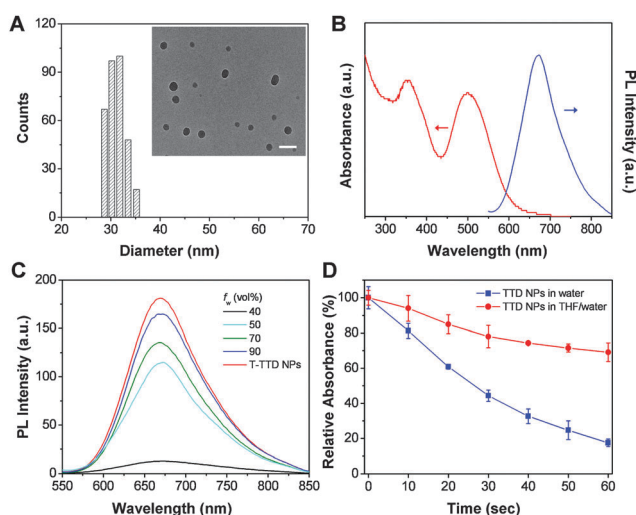 A
120
90
60
30
0
Counts
20 30 40 50 60 70
Diameter (nm)
B
Absorbance (a.u.)
PL Intensity (a.u.)
300 400 500 600 700 800
Wavelength (nm)
C
200
150
100
50
0
PL Intensity (a.u.)
fw (vol%)
40
50
70
90
T-TTD NPs
550 600 650 700 750 800 850
Wavelength (nm)
D
120
100
80
60
40
20
0
Relative Absorbance (%)
TTD NPs in water
TTD NPs in THF/water
0 10 20 30 40 50 60
Time (sec)